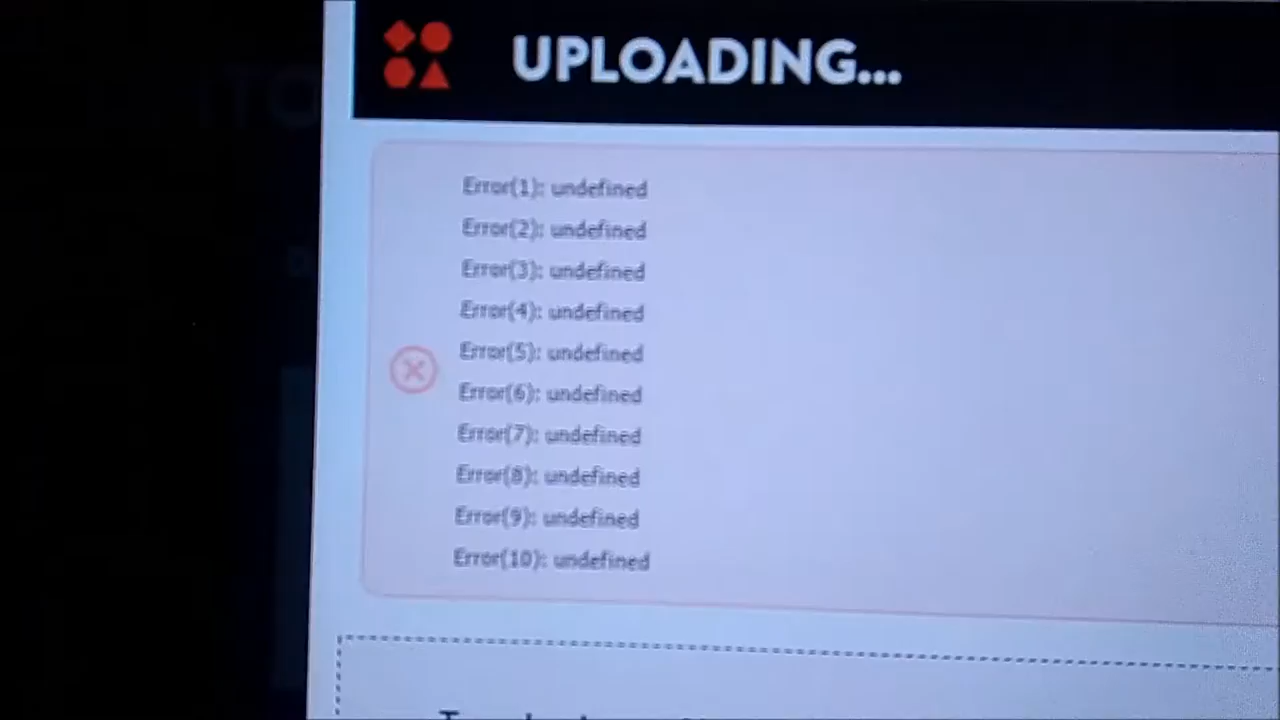 UPLOADING...
Error(1): undefined
Error(2): undefined
Error(3): undefined
Error(4): undefined
Error(5): undefined
Error(6): undefined
Error(7): undefined
Error(8): undefined
Error(9): undefined
Error(10): undefined